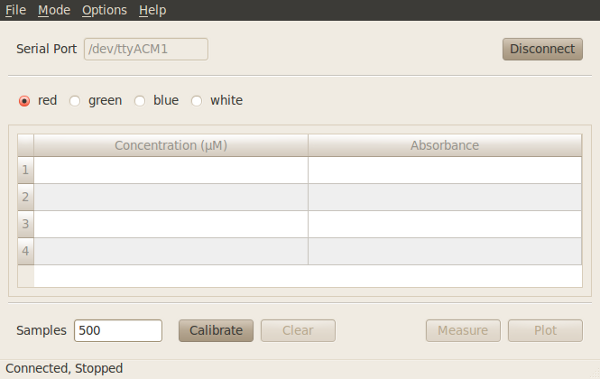 File Mode Options Help
Serial Port /dev/ttyACM1 Disconnect
red green blue white
Concentration (µM) Absorbance
1
2
3
4
Samples 500 Calibrate Clear Measure Plot
Connected, Stopped